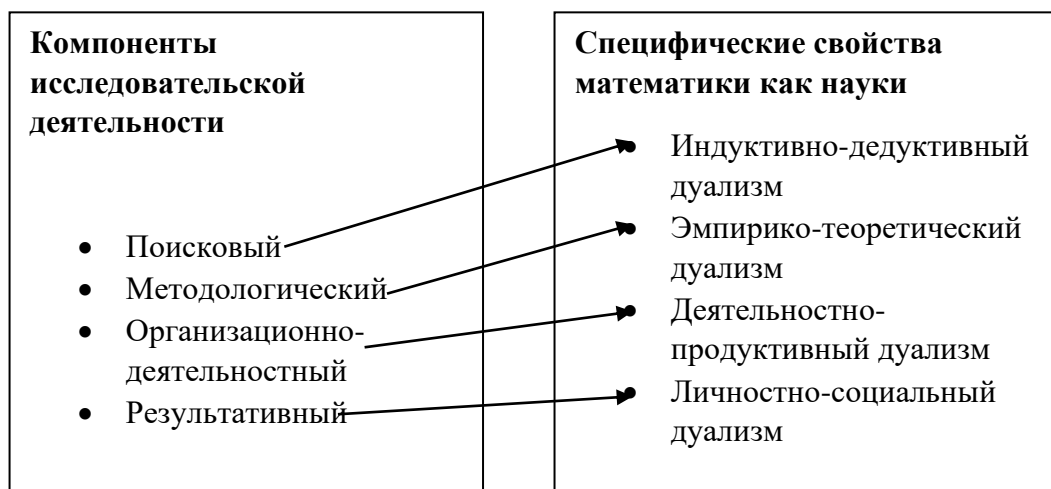 Компоненты
исследовательской
деятельности
• Поисковый
• Методологический
• Организационно-
деятельностный
• Результативный
Специфические свойства
математики как науки
• Индуктивно-дедуктивный
дуализм
• Эмпирико-теоретический
дуализм
• Деятельностно-
продуктивный дуализм
• Личностно-социальный
дуализм